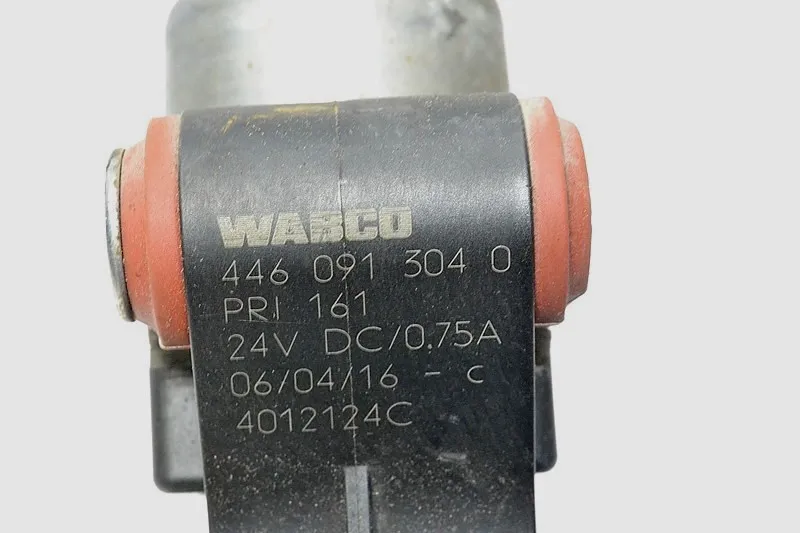 WABCO
446 091 304 0
PRI 161
24V DC/0.75A
06/04/16 - c
4012124C